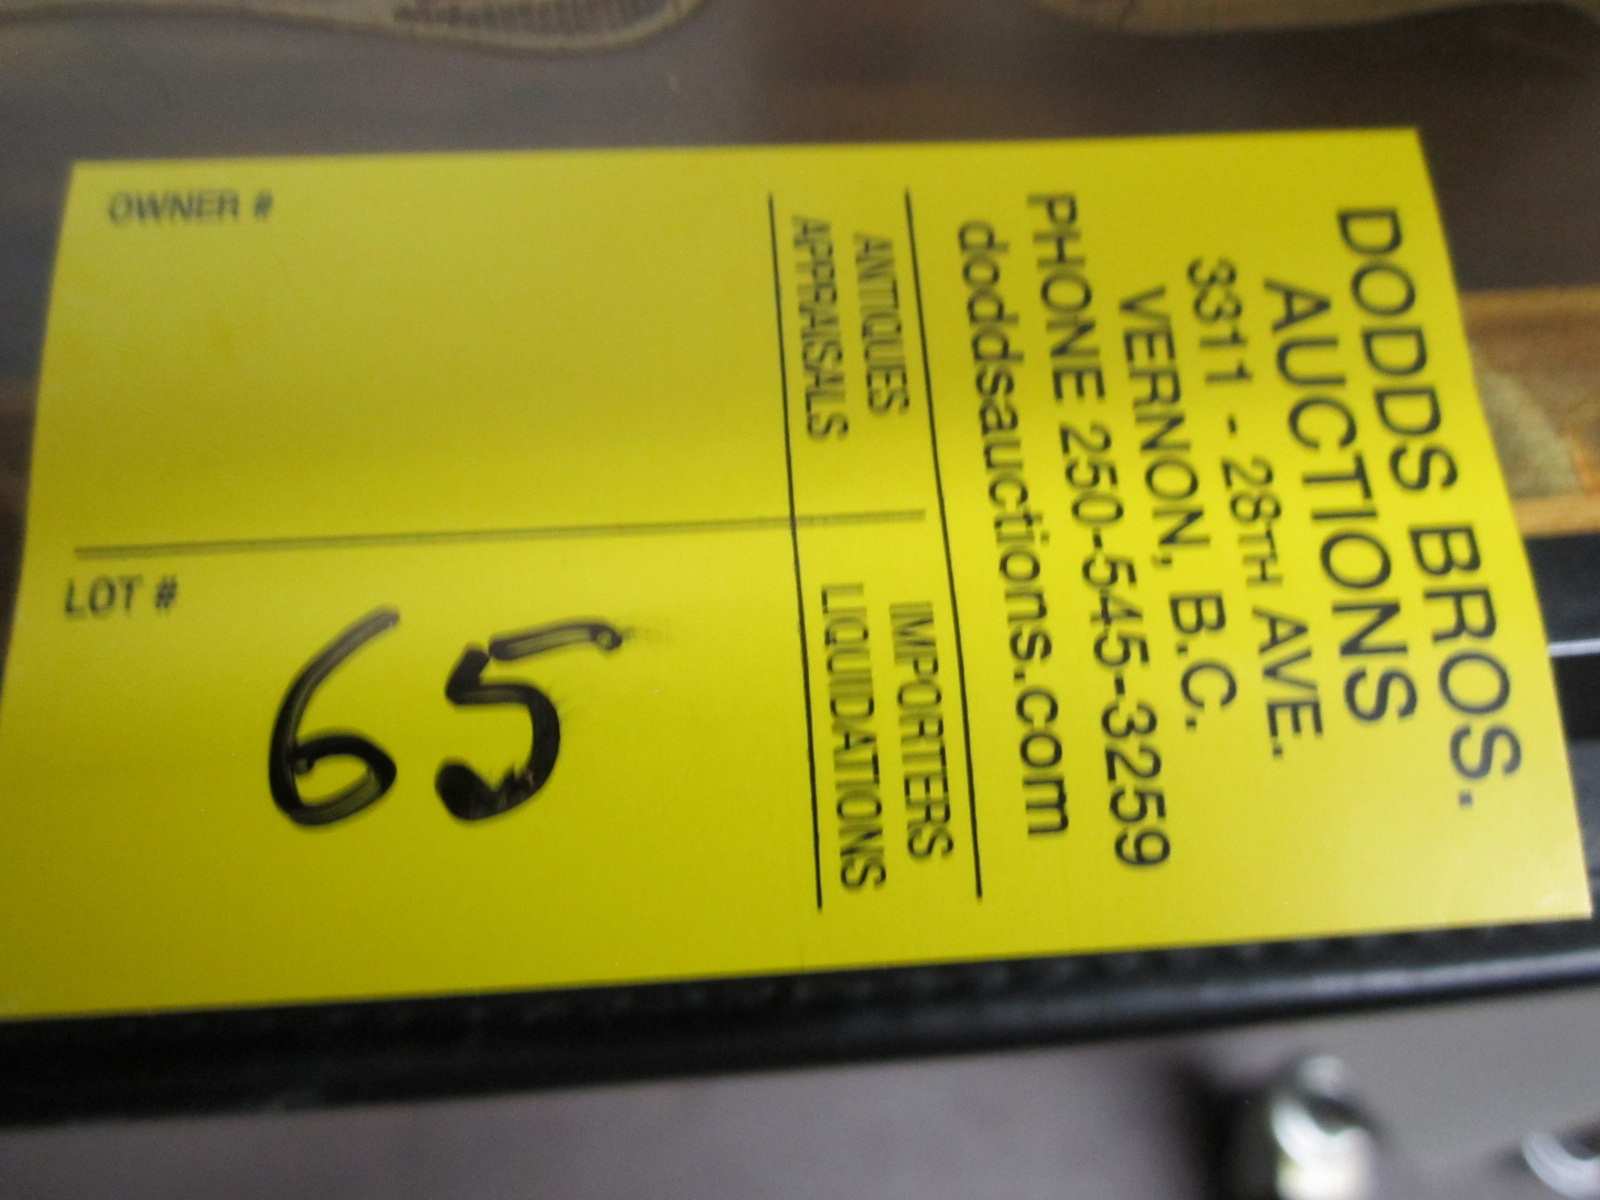 DODDS BROS.
AUCTIONS
3311 - 28TH AVE.
VERNON, B.C.
PHONE 250-545-3259
doddsauctions.com
ANTIQUES IMPORTERS
APPRAISALS LIQUIDATIONS
OWNER #
LOT #
65